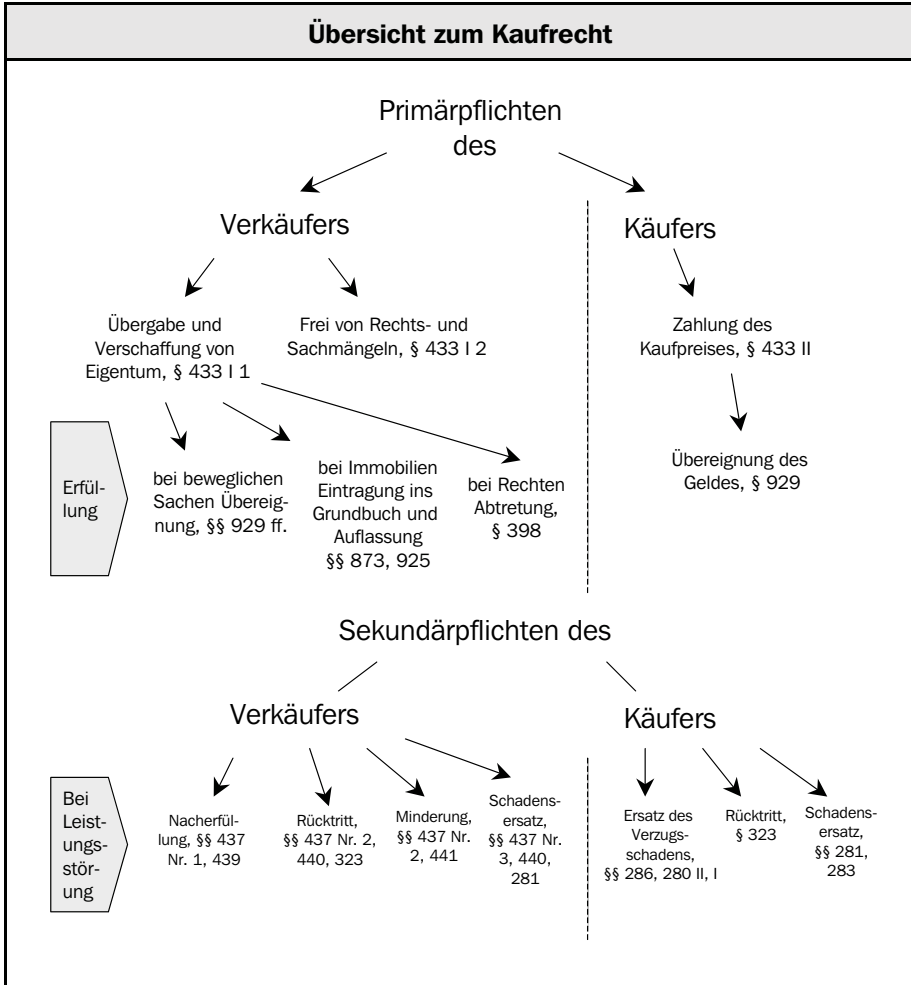 Übersicht zum Kaufrecht
Primärpflichten
des
Verkäufers
Käufers
Übergabe und
Verschaffung von
Eigentum, § 433 I 1
Frei von Rechts- und
Sachmängeln, § 433 I 2
Zahlung des
Kaufpreises, § 433 II
Erfül-
lung
bei beweglichen
Sachen Übereig-
nung, §§ 929 ff.
bei Immobilien
Eintragung ins
Grundbuch und
Auflassung
§§ 873, 925
bei Rechten
Abtretung,
§ 398
Übereignung des
Geldes, § 929
Sekundärpflichten des
Verkäufers
Käufers
Bei
Leist-
ungs-
stör-
ung
Nacherfül-
lung, §§ 437
Nr. 1, 439
Rücktritt,
§§ 437 Nr. 2,
440, 323
Minderung,
§§ 437 Nr.
2, 441
Schadens-
ersatz,
§§ 437 Nr.
3, 440,
281
Ersatz des
Verzugs-
schadens,
§§ 286, 280 II, I
Rücktritt,
§ 323
Schadens-
ersatz,
§§ 281,
283